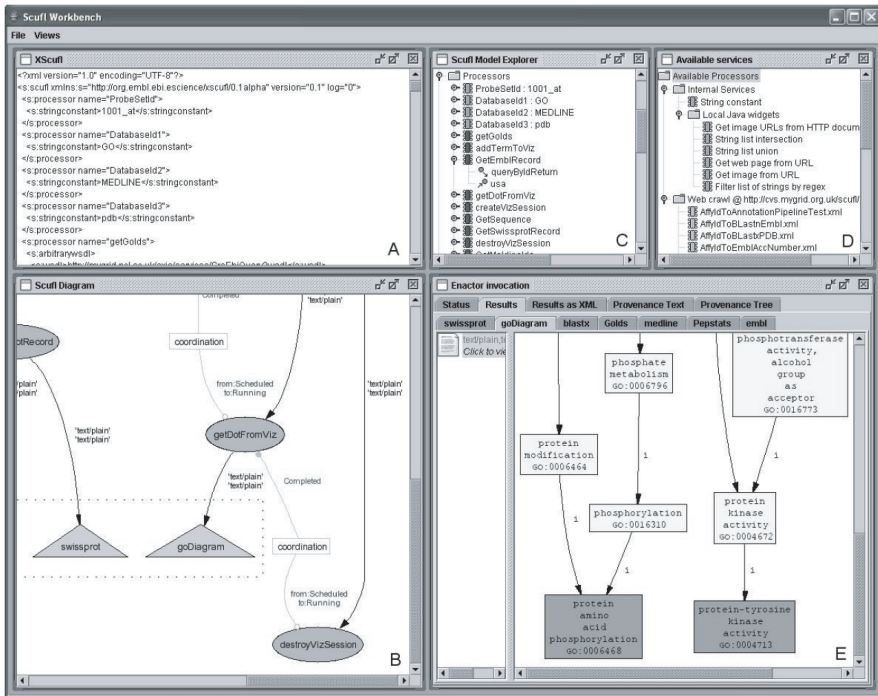 Scufl Workbench
File Views
XScufl
<?xml version="1.0" encoding="UTF-8"?>
<s:scufl xmlns:s="http://org.embl.ebi.escience/xscufl/0.1alpha" version="0.1" log="0">
<s:processor name="ProbeSetId">
<s:stringconstant>1001_at</s:stringconstant>
</s:processor>
<s:processor name="DatabaseId1">
<s:stringconstant>GO</s:stringconstant>
</s:processor>
<s:processor name="DatabaseId2">
<s:stringconstant>MEDLINE</s:stringconstant>
</s:processor>
<s:processor name="DatabaseId3">
<s:stringconstant>pdb</s:stringconstant>
</s:processor>
<s:processor name="getGoIds">
<s:arbitrarywsdl>
A
Scufl Model Explorer
Processors
ProbeSetId : 1001_at
DatabaseId1 : GO
DatabaseId2 : MEDLINE
DatabaseId3 : pdb
getGoIds
addTermToViz
GetEmblRecord
queryByIdReturn
usa
getDotFromViz
createVizSession
GetSequence
GetSwissprotRecord
destroyVizSession
C
Available services
Available Processors
Internal Services
String constant
Local Java widgets
Get image URLs from HTTP docum
String list intersection
String list union
Get web page from URL
Get image from URL
Filter list of strings by regex
Web crawl @ http://cvs.mygrid.org.uk/scufl/
AffyIdToAnnotationPipelineTest.xml
AffyIdToBLastnEmbl.xml
AffyIdToBLastxPDB.xml
AffyIdToEmblAccNumber.xml
D
Scufl Diagram
Completed
'text/plain'
otRecord
coordination
from:Scheduled
to:Running
/plain'
/plain'
'text/plain'
'text/plain'
'text/plain'
'text/plain'
getDotFromViz
'text/plain'
'text/plain'
Completed
swissprot
goDiagram
coordination
from:Scheduled
to:Running
destroyVizSession
B
Enactor invocation
Status Results Results as XML Provenance Text Provenance Tree
swissprot goDiagram blastx GoIds medline Pepstats embl
text/plain,te
Click to vie
phosphate
metabolism
GO:0006796
phosphotransferase
activity,
alcohol
group
as
acceptor
GO:0016773
protein
modification
GO:0006464
i
i
phosphorylation
GO:0016310
protein
kinase
activity
GO:0004672
i
i
i
protein
amino
acid
phosphorylation
GO:0006468
protein-tyrosine
kinase
activity
GO:0004713
E